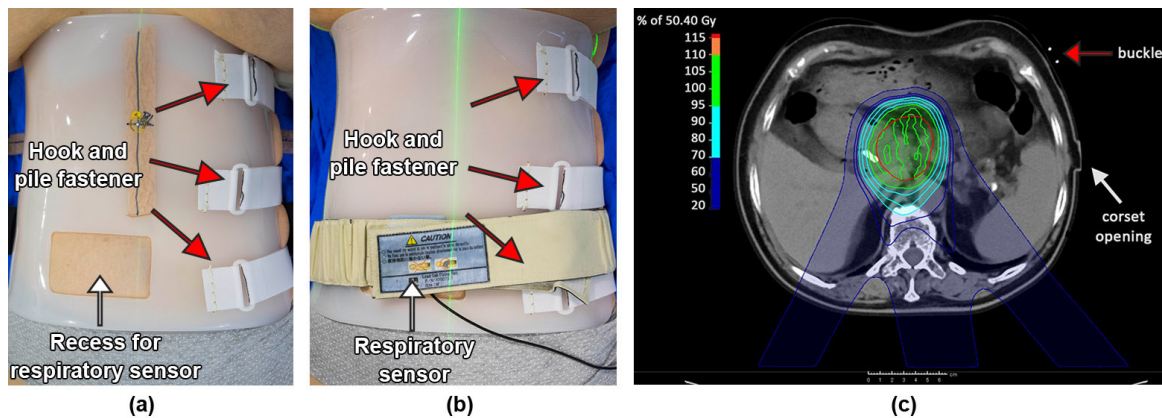 Hook and
pile fastener
Recess for
respiratory sensor
(a)
Hook and
pile fastener
CAUTION
Respiratory
sensor
(b)
% of 50.40 Gy
115
110
100
95
90
80
70
60
50
20
buckle
corset
opening
0 1 2 3 4 5 6 cm
(c)